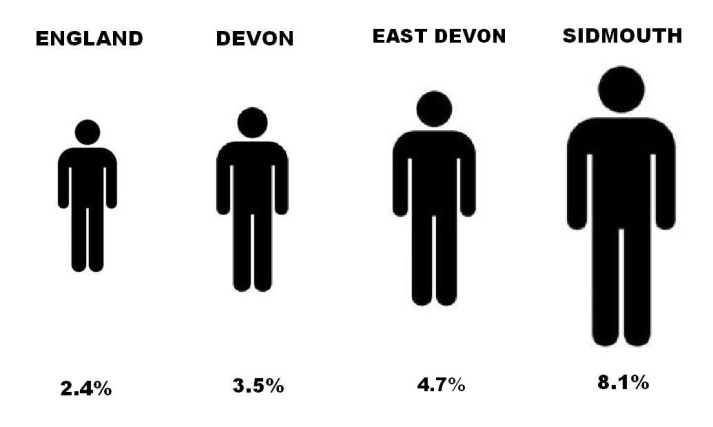 ENGLAND DEVON EAST DEVON SIDMOUTH
2.4% 3.5% 4.7% 8.1%